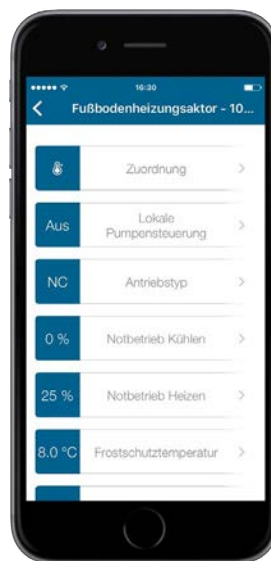 16:30
Fußbodenheizungsaktor - 10...
Zuordnung
Aus
Lokale
Pumpensteuerung
NC
Antriebstyp
0 %
Notbetrieb Kühlen
25 %
Notbetrieb Heizen
8.0 °C
Frostschutztemperatur